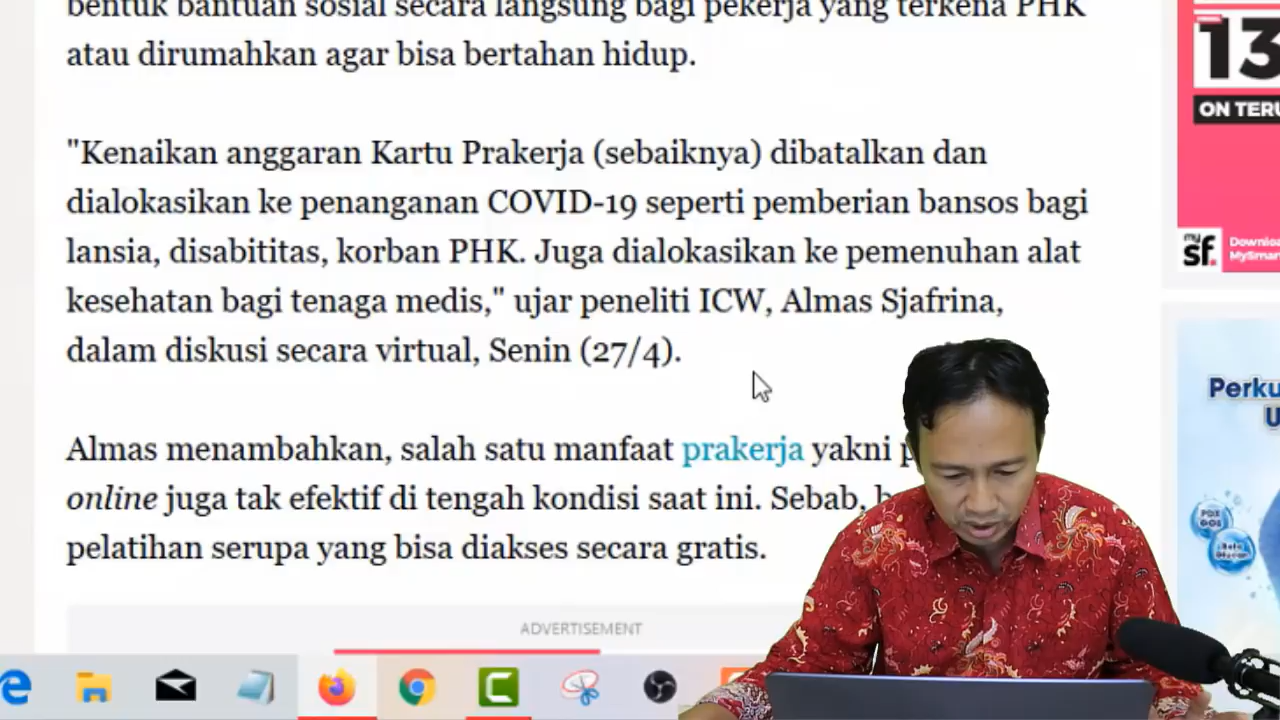 bentuk bantuan sosial secara langsung bagi pekerja yang terkena PHK
atau dirumahkan agar bisa bertahan hidup.
"Kenaikan anggaran Kartu Prakerja (sebaiknya) dibatalkan dan
dialokasikan ke penanganan COVID-19 seperti pemberian bansos bagi
lansia, disabititas, korban PHK. Juga dialokasikan ke pemenuhan alat
kesehatan bagi tenaga medis," ujar peneliti ICW, Almas Sjafrina,
dalam diskusi secara virtual, Senin (27/4).
Almas menambahkan, salah satu manfaat prakerja yakni
online juga tak efektif di tengah kondisi saat ini. Sebab,
pelatihan serupa yang bisa diakses secara gratis.
ADVERTISEMENT
13
ON TERU
my
sf.
Downlo
MySmar
Perku
U